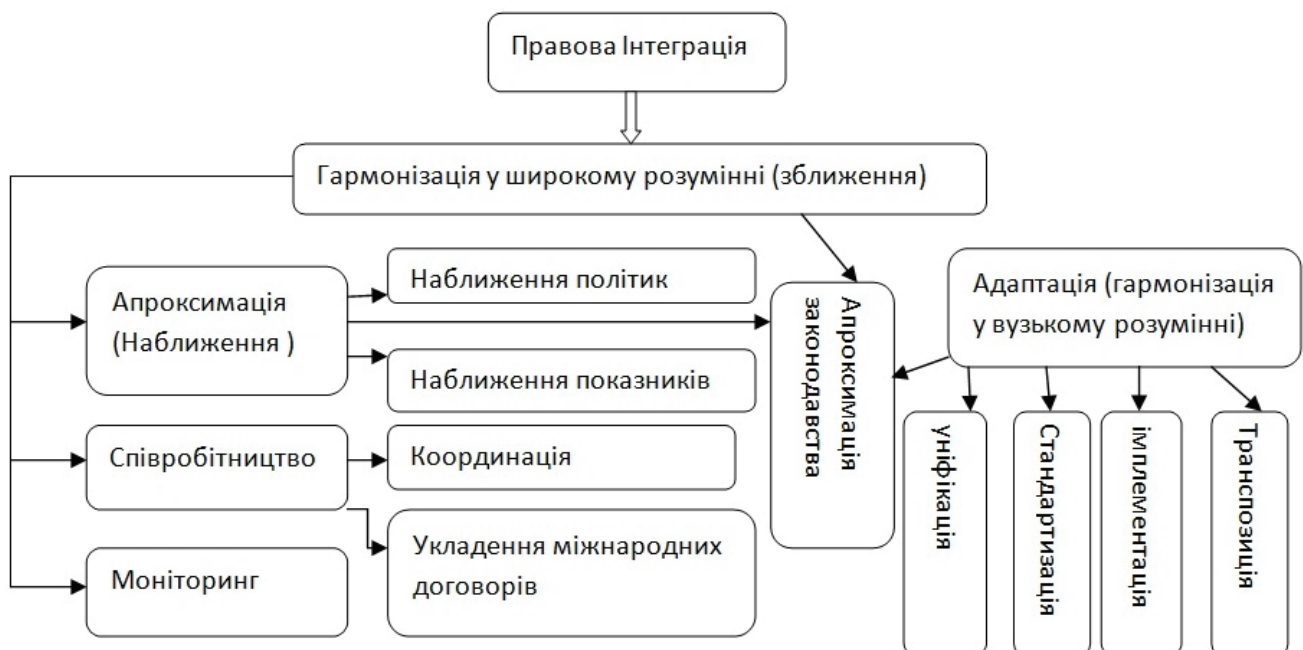 Правова Інтеграція
Гармонізація у широкому розумінні (зближення)
Апроксимація
(Наближення )
Наближення політик
Наближення показників
Апроксимація
законодавства
Адаптація (гармонізація
у вузькому розумінні)
Співробітництво
Координація
Укладення міжнародних
договорів
Моніторинг
уніфікація
Стандартизація
імплементація
Транспозиція